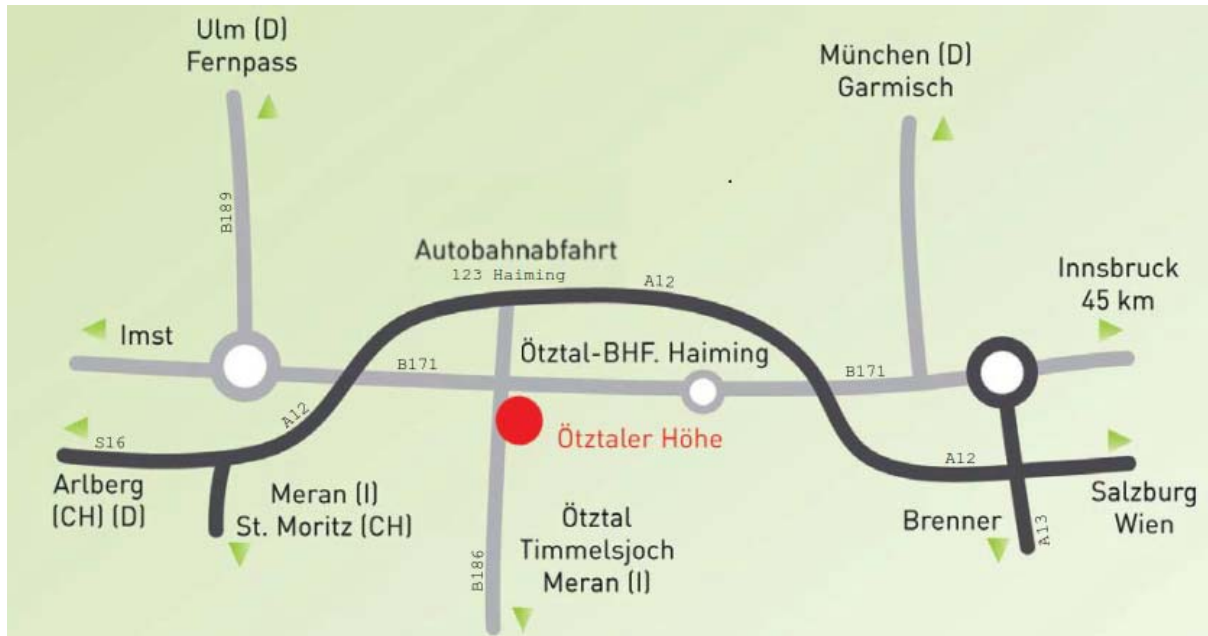 Ulm (D)
Fernpass
München (D)
Garmisch
B189
Autobahnabfahrt
123 Haiming
A12
Innsbruck
45 km
Imst
Ötztal-BHF. Haiming
B171
B171
A12
Ötztaler Höhe
S16
A12
Arlberg
(CH) (D)
Meran (I)
St. Moritz (CH)
Ötztal
Timmelsjoch
Meran (I)
B186
Brenner
A13
Salzburg
Wien